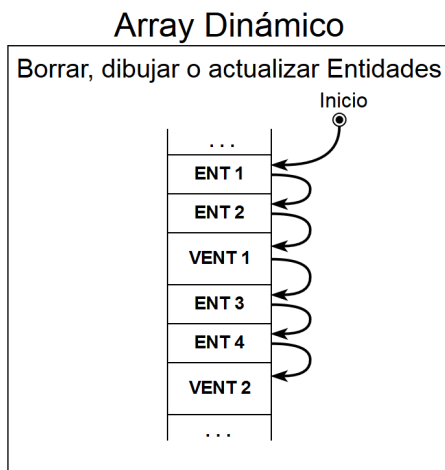 Array Dinámico
Borrar, dibujar o actualizar Entidades
Inicio
. . .
ENT 1
ENT 2
VENT 1
ENT 3
ENT 4
VENT 2
. . .